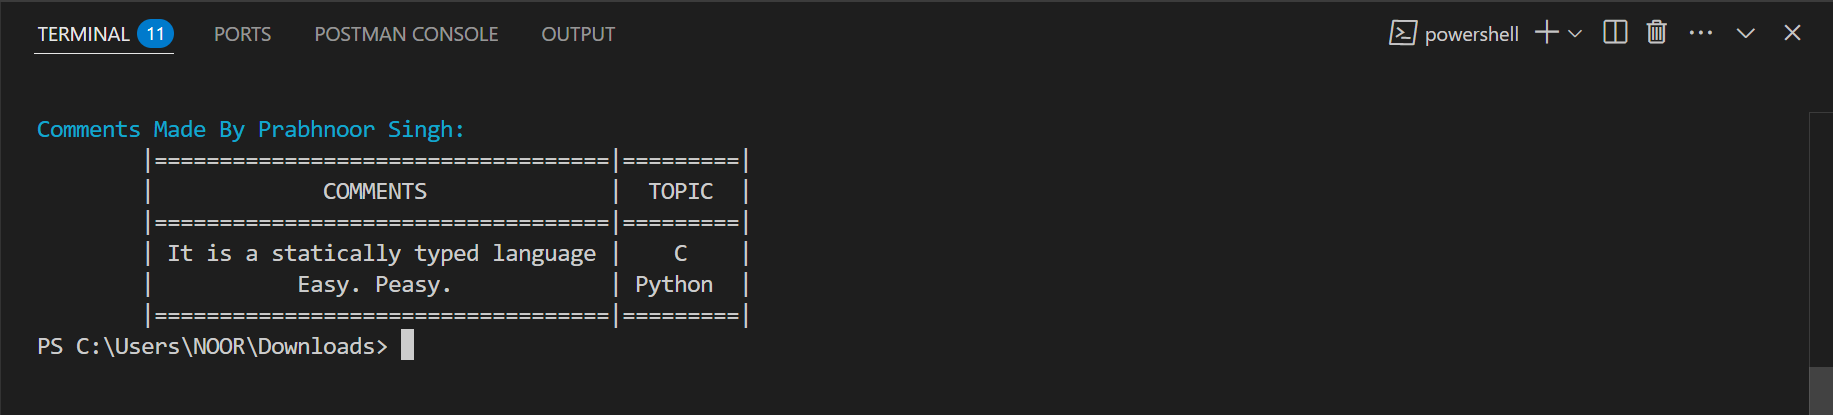 TERMINAL 11 PORTS POSTMAN CONSOLE OUTPUT powershell
Comments Made By Prabhnoor Singh:
|===================================|=========|
|             COMMENTS              |  TOPIC  |
|===================================|=========|
| It is a statically typed language |    C    |
|           Easy. Peasy.            | Python  |
|===================================|=========|
PS C:\Users\NOOR\Downloads>